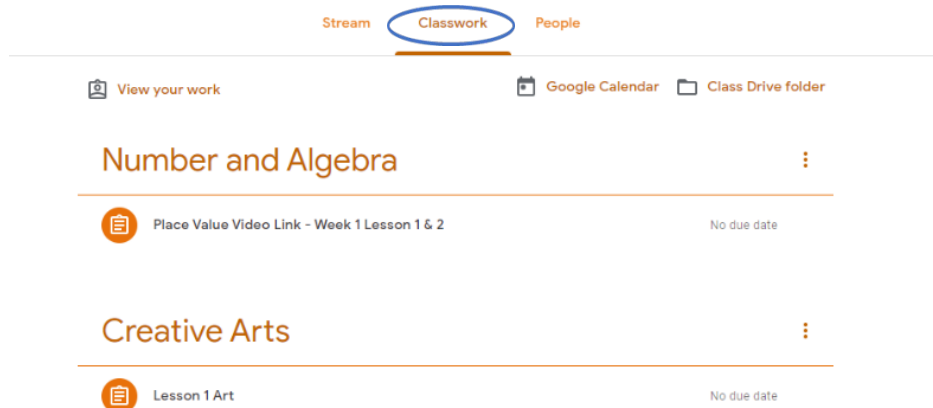 Stream Classwork People
View your work Google Calendar Class Drive folder
Number and Algebra
Place Value Video Link - Week 1 Lesson 1 & 2 No due date
Creative Arts
Lesson 1 Art No due date